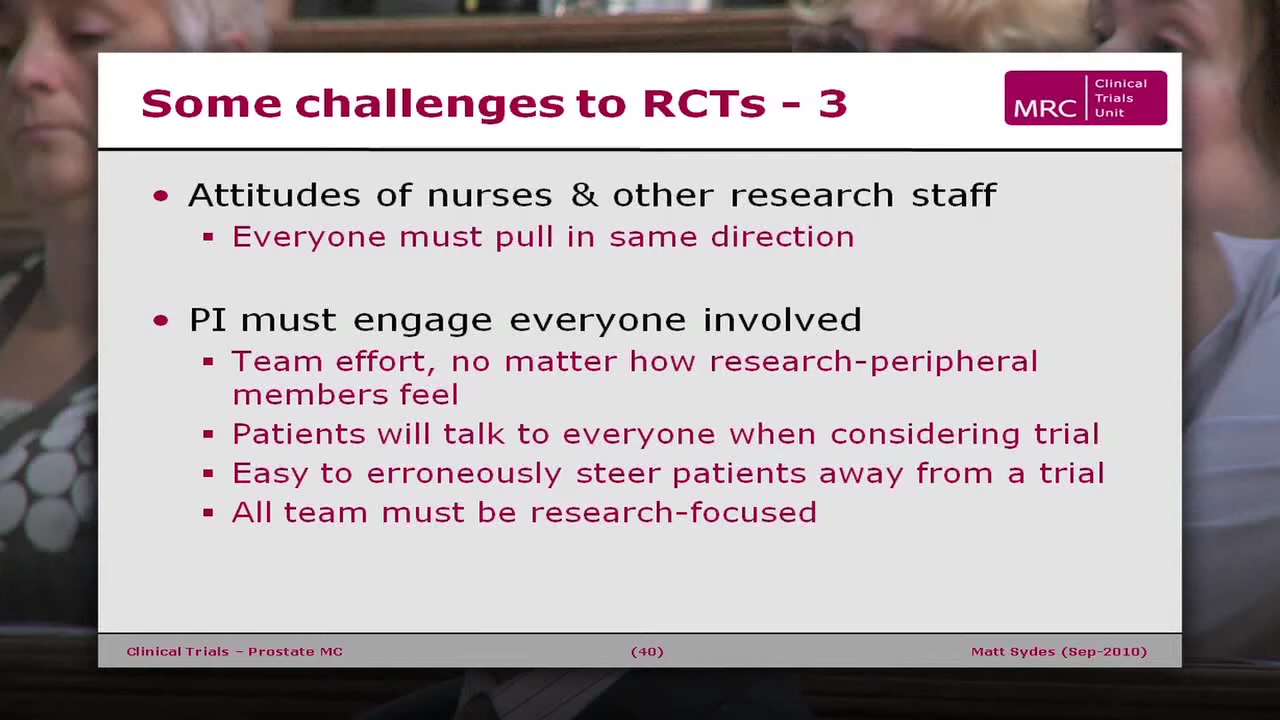 Some challenges to RCTs - 3
MRC
Clinical
Trials
Unit
Attitudes of nurses & other research staff
Everyone must pull in same direction
PI must engage everyone involved
Team effort, no matter how research-peripheral
members feel
Patients will talk to everyone when considering trial
Easy to erroneously steer patients away from a trial
All team must be research-focused
Clinical Trials – Prostate MC
(40)
Matt Sydes (Sep-2010)